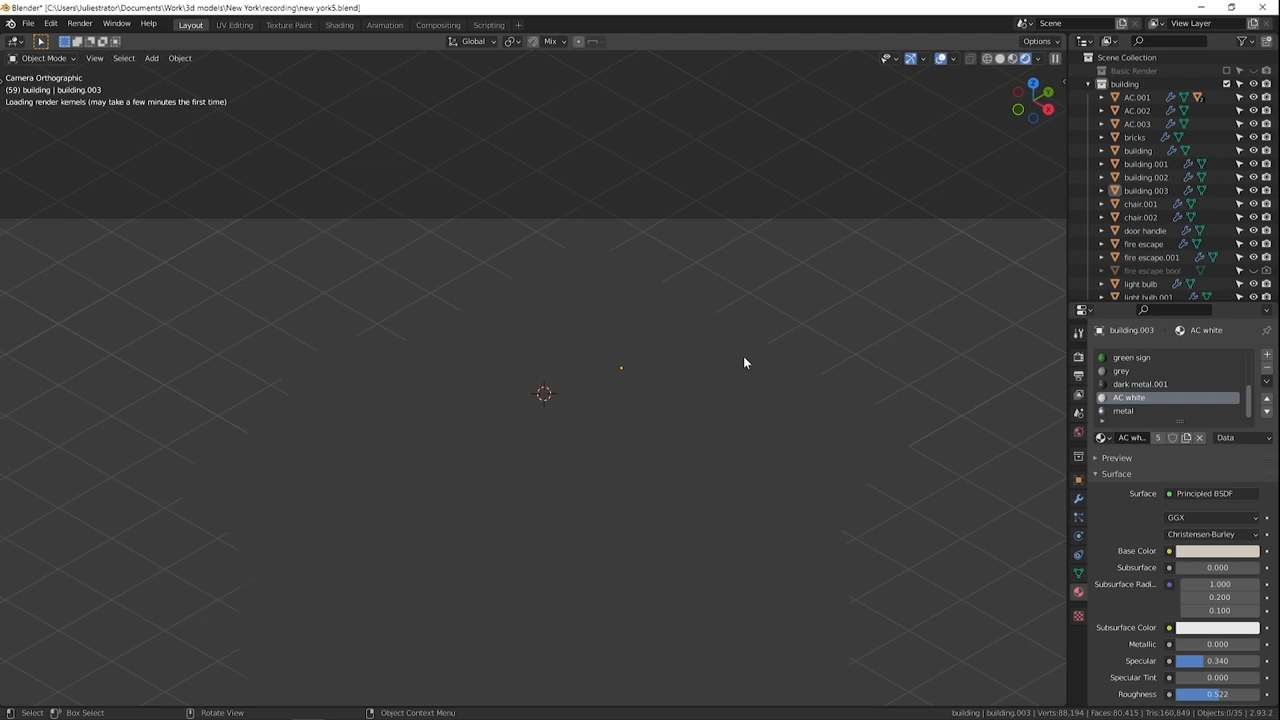 Blender* [C:\Users\Juliestrator\Documents\Work\3d models\New York\recording\new york5.blend]
File Edit Render Window Help
Layout UV Editing Texture Paint Shading Animation Compositing Scripting
Scene View Layer
Global Mix Options
Object Mode View Select Add Object
Camera Orthographic
(59) building | building.003
Loading render kernels (may take a few minutes the first time)
Z
Y
X
Scene Collection
Basic Render
building
AC.001
2
AC.002
AC.003
bricks
building
building.001
building.002
building.003
chair.001
chair.002
door handle
fire escape
fire escape.001
fire escape bool
light bulb
light bulb.001
building.003 AC white
green sign
grey
dark metal.001
AC white
metal
AC wh... 5 Data
Preview
Surface
Surface Principled BSDF
GGX
Christensen-Burley
Base Color
Subsurface 0.000
Subsurface Radi... 1.000
0.200
0.100
Subsurface Color
Metallic 0.000
Specular 0.340
Specular Tint 0.000
Roughness 0.522
Select Box Select Rotate View Object Context Menu
building | building.003 Verts:88,194 Faces:80,415 Tris:160,849 Objects:0/35 2.93.2